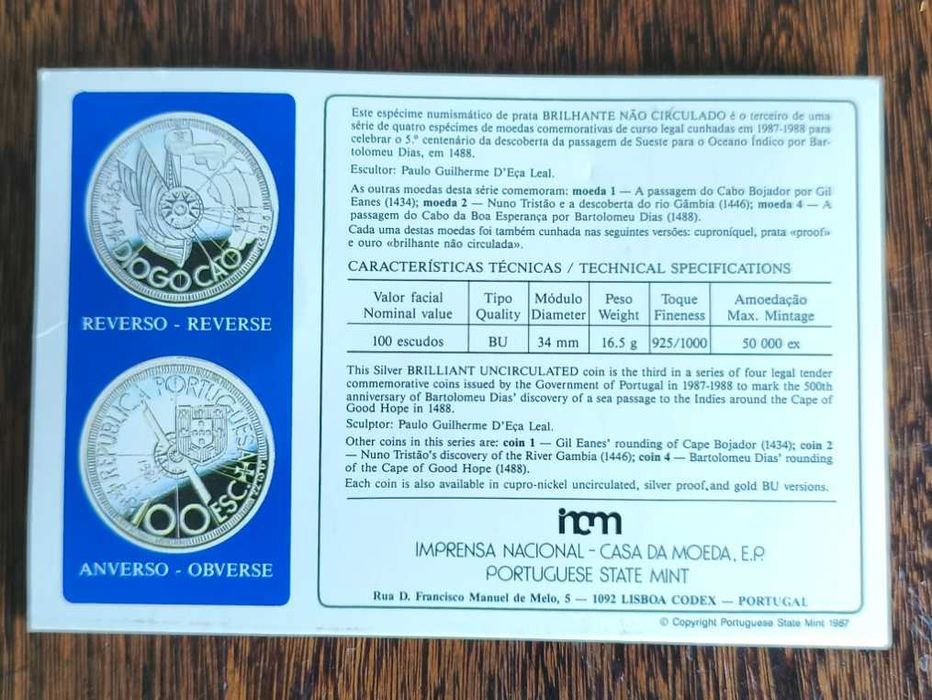 DIOGO CÃO
REVERSO - REVERSE
REPÚBLICA PORTUGUESA
100 ESC.
ANVERSO - OBVERSE
Este espécime numismático de prata BRILHANTE NÃO CIRCULADO é o terceiro de uma
série de quatro espécimes de moedas comemorativas de curso legal cunhadas em 1987-1988 para
celebrar o 5.º centenário da descoberta da passagem de Sueste para o Oceano Índico por Bar-
tolomeu Dias, em 1488.
Escultor: Paulo Guilherme D'Eça Leal.
As outras moedas desta série comemoram: moeda 1 — A passagem do Cabo Bojador por Gil
Eanes (1434); moeda 2 — Nuno Tristão e a descoberta do rio Gâmbia (1446); moeda 4 — A
passagem do Cabo da Boa Esperança por Bartolomeu Dias (1488).
Cada uma destas moedas foi também cunhada nas seguintes versões: cuproníquel, prata «proof»
e ouro «brilhante não circulada».
CARACTERÍSTICAS TÉCNICAS / TECHNICAL SPECIFICATIONS
Valor facial Tipo Módulo Peso Toque Amoedação
Nominal value Quality Diameter Weight Fineness Max. Mintage
100 escudos BU 34 mm 16.5 g 925/1000 50 000 ex
This Silver BRILLIANT UNCIRCULATED coin is the third in a series of four legal tender
commemorative coins issued by the Government of Portugal in 1987-1988 to mark the 500th
anniversary of Bartolomeu Dias' discovery of a sea passage to the Indies around the Cape of
Good Hope in 1488.
Sculptor: Paulo Guilherme D'Eça Leal.
Other coins in this series are: coin 1 — Gil Eanes' rounding of Cape Bojador (1434); coin 2
— Nuno Tristão's discovery of the River Gambia (1446); coin 4 — Bartolomeu Dias' rounding
of the Cape of Good Hope (1488).
Each coin is also available in cupro-nickel uncirculated, silver proof, and gold BU versions.
incm
IMPRENSA NACIONAL - CASA DA MOEDA, E.P.
PORTUGUESE STATE MINT
Rua D. Francisco Manuel de Melo, 5 — 1092 LISBOA CODEX — PORTUGAL
© Copyright Portuguese State Mint 1987